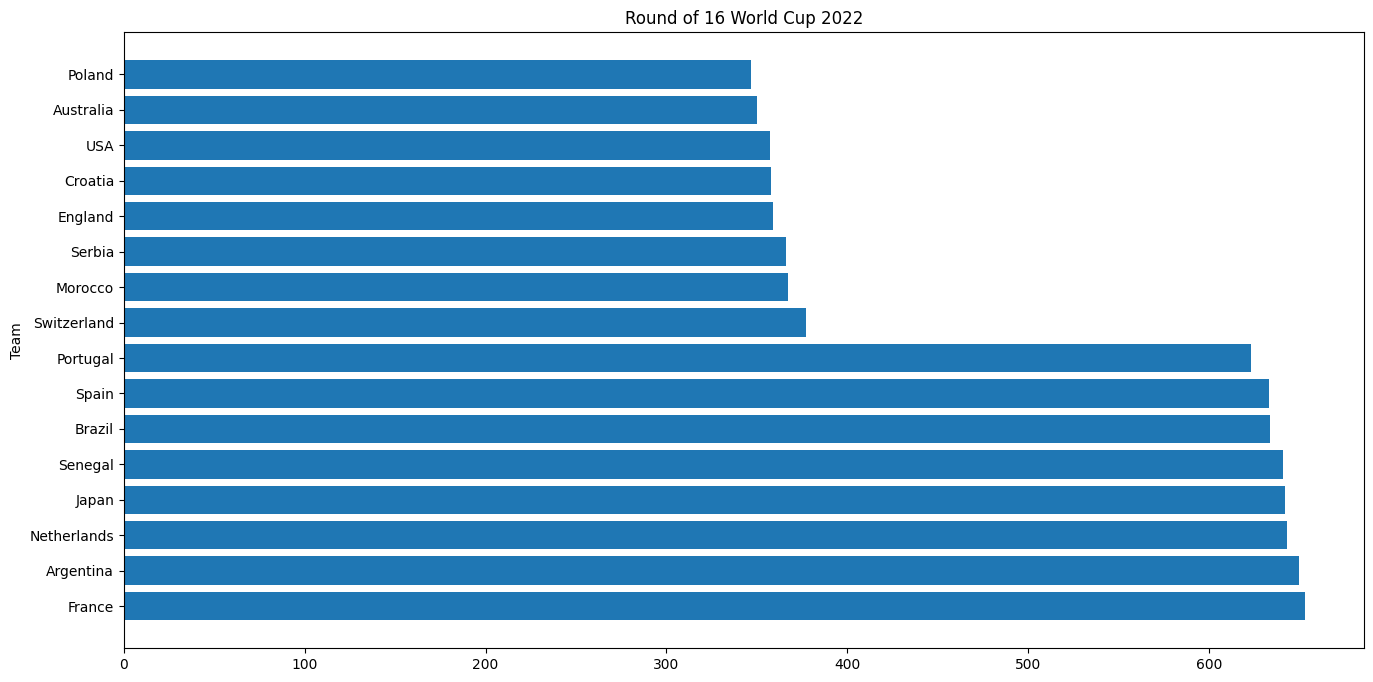 Round of 16 World Cup 2022
Team
Poland
Australia
USA
Croatia
England
Serbia
Morocco
Switzerland
Portugal
Spain
Brazil
Senegal
Japan
Netherlands
Argentina
France
0 100 200 300 400 500 600